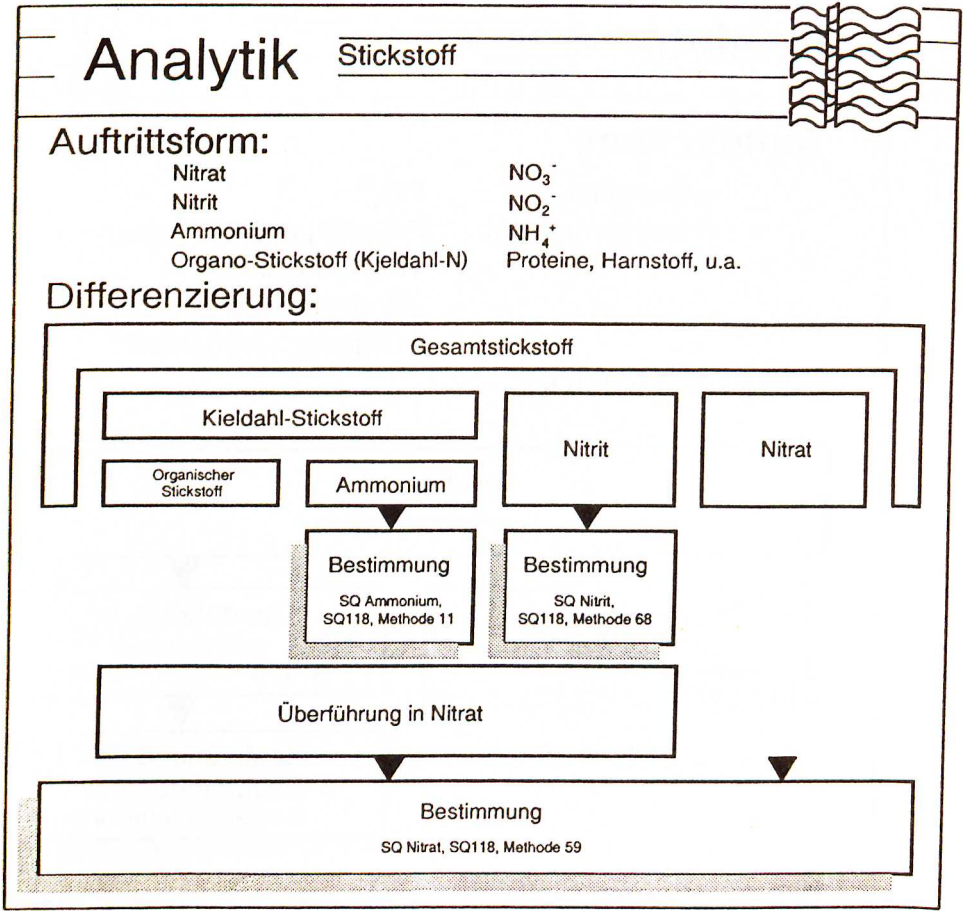 Analytik Stickstoff
Auftrittsform:
Nitrat NO₃⁻
Nitrit NO₂⁻
Ammonium NH₄⁺
Organo-Stickstoff (Kjeldahl-N) Proteine, Harnstoff, u.a.
Differenzierung:
Gesamtstickstoff
Kieldahl-Stickstoff
Nitrit
Nitrat
Organischer
Stickstoff
Ammonium
Bestimmung
SQ Ammonium,
SQ118, Methode 11
Bestimmung
SQ Nitrit,
SQ118, Methode 68
Überführung in Nitrat
Bestimmung
SQ Nitrat, SQ118, Methode 59